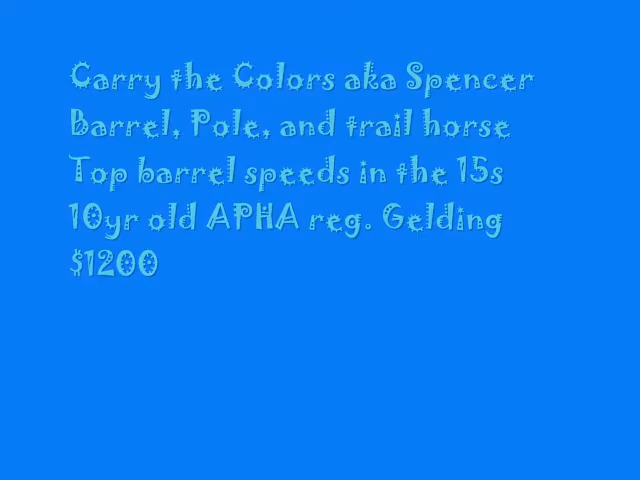 Carry the Colors aka Spencer
Barrel, Pole, and trail horse
Top barrel speeds in the 15s
10yr old APHA reg. Gelding
$1200